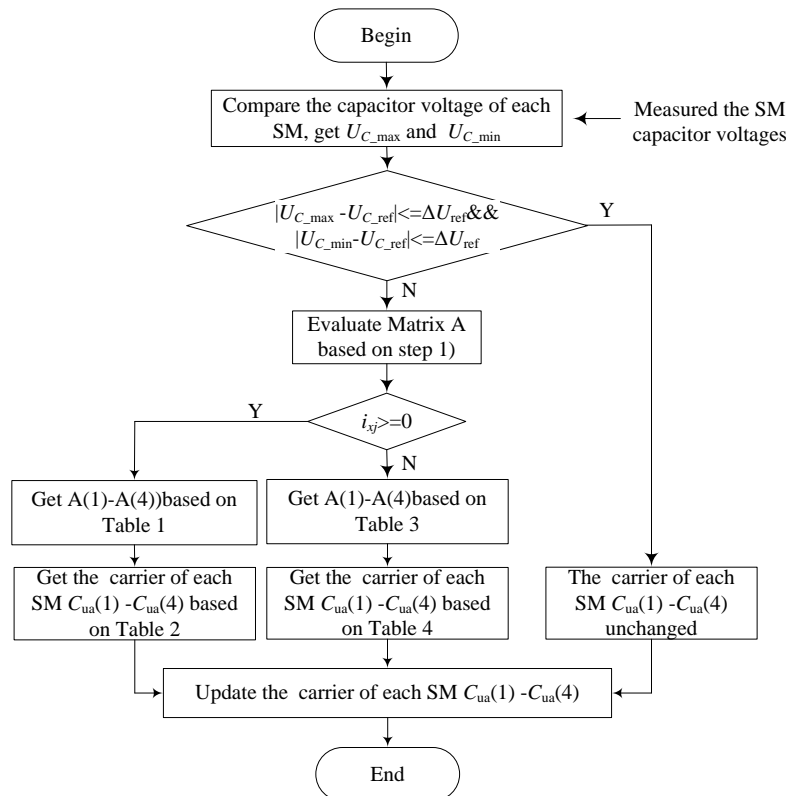 Begin
Compare the capacitor voltage of each
SM, get U_C_max and U_C_min
Measured the SM
capacitor voltages
|U_C_max -U_C_ref|<=ΔU_ref&&
|U_C_min-U_C_ref|<=ΔU_ref
Y
N
Evaluate Matrix A
based on step 1)
Y
i_xj>=0
N
Get A(1)-A(4))based on
Table 1
Get A(1)-A(4)based on
Table 3
Get the carrier of each
SM C_ua(1) -C_ua(4) based
on Table 2
Get the carrier of each
SM C_ua(1) -C_ua(4) based
on Table 4
The carrier of each
SM C_ua(1) -C_ua(4)
unchanged
Update the carrier of each SM C_ua(1) -C_ua(4)
End